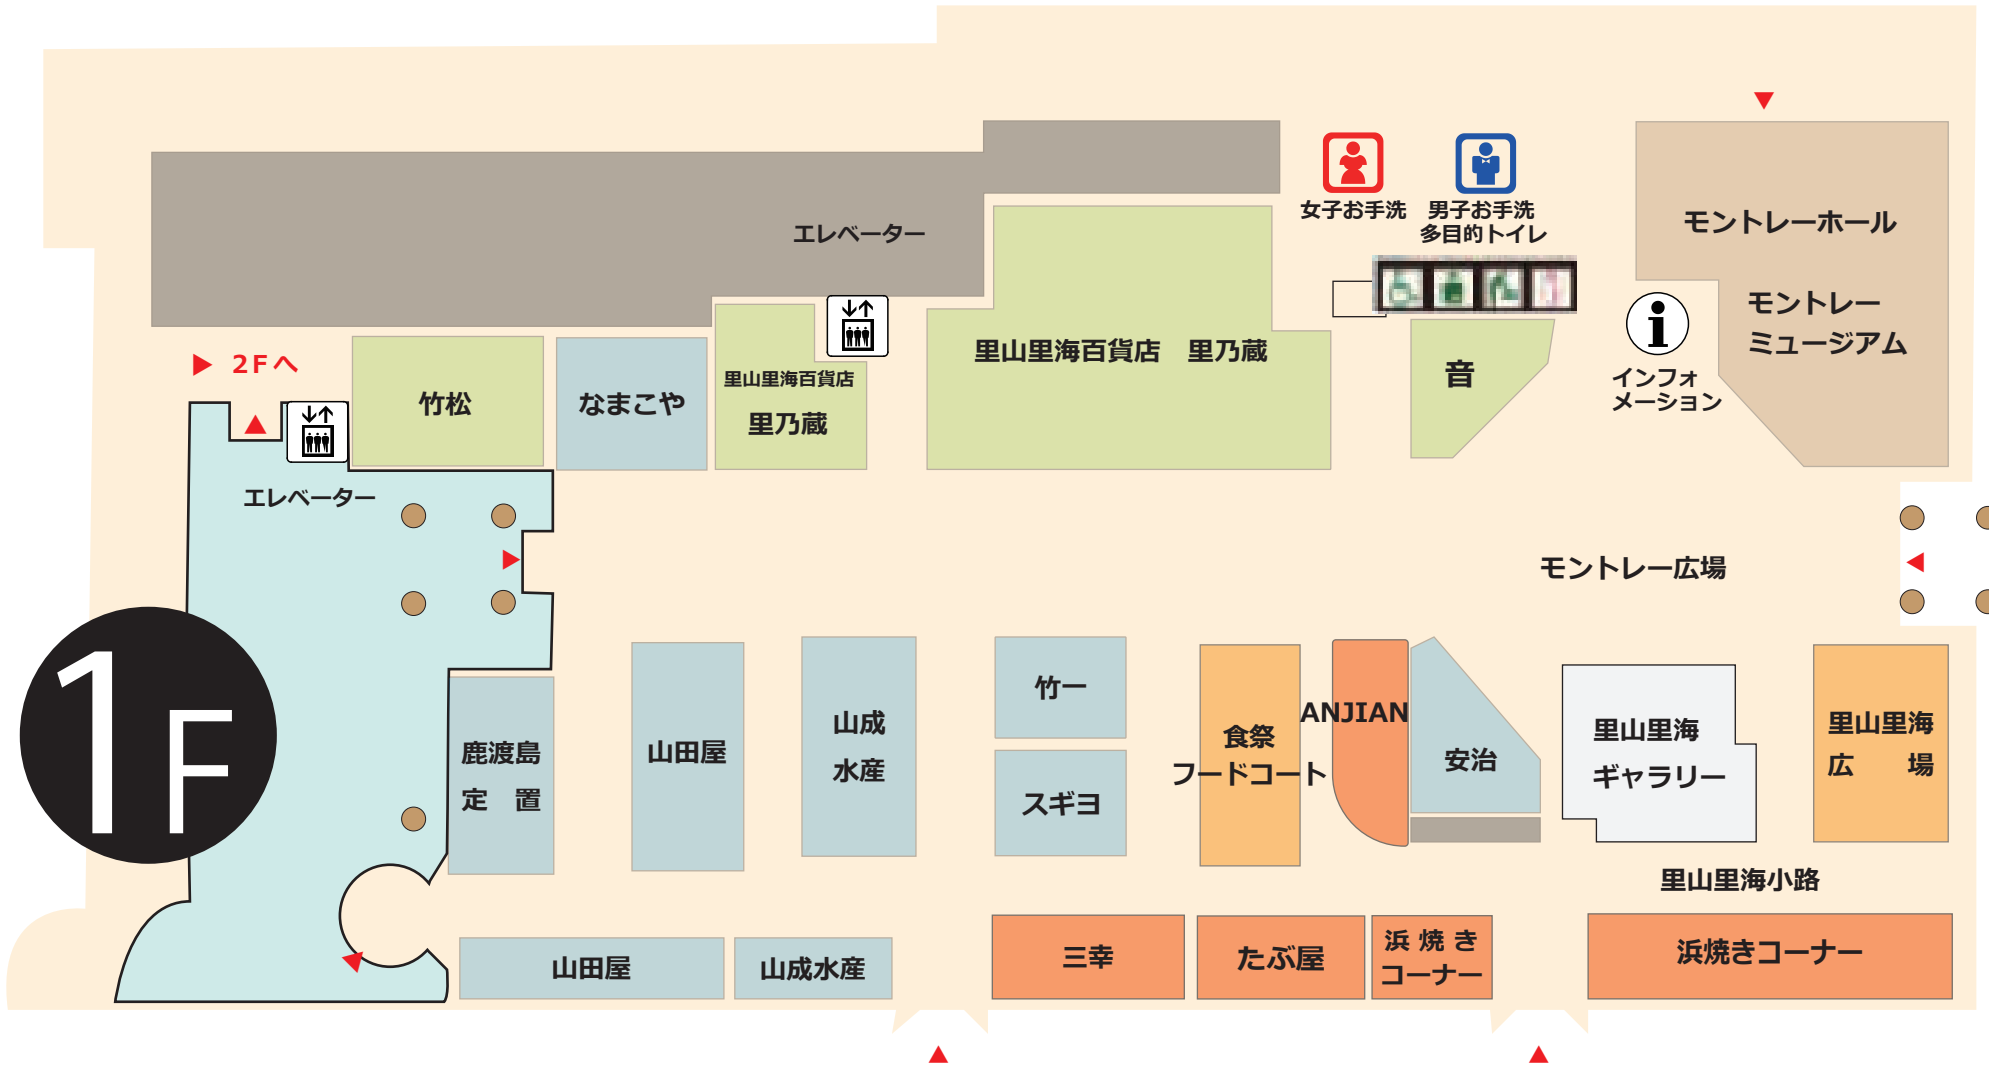 女子お手洗
男子お手洗
多目的トイレ
モントレーホール
エレベーター
モントレー
ミュージアム
里山里海百貨店　里乃蔵
▶ 2Fへ
里山里海百貨店
里乃蔵
竹松
なまこや
音
インフォ
メーション
エレベーター
モントレー広場
1F
鹿渡島
定　置
山田屋
山成
水産
竹一
スギヨ
食祭
フードコート
ANJIAN
安治
里山里海
ギャラリー
里山里海
広　　場
里山里海小路
山田屋
山成水産
三幸
たぶ屋
浜 焼 き
コーナー
浜焼きコーナー